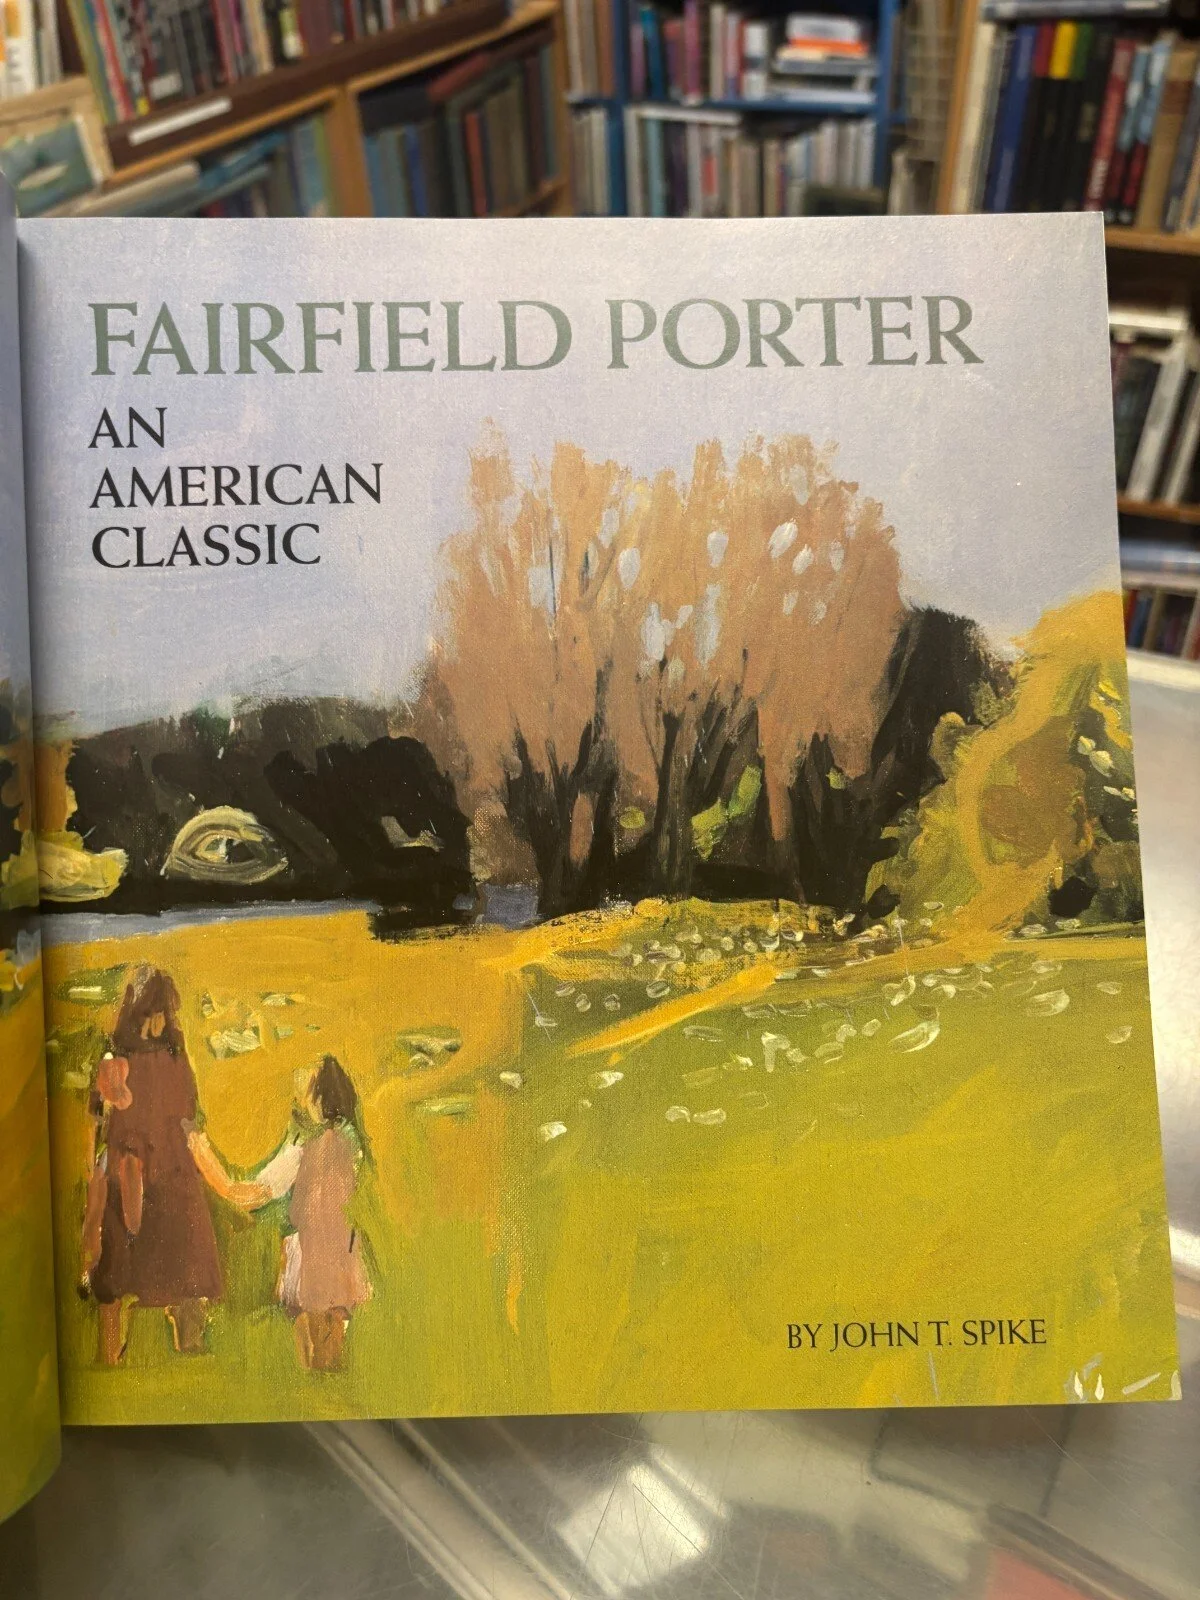 FAIRFIELD PORTER
AN
AMERICAN
CLASSIC
BY JOHN T. SPIKE